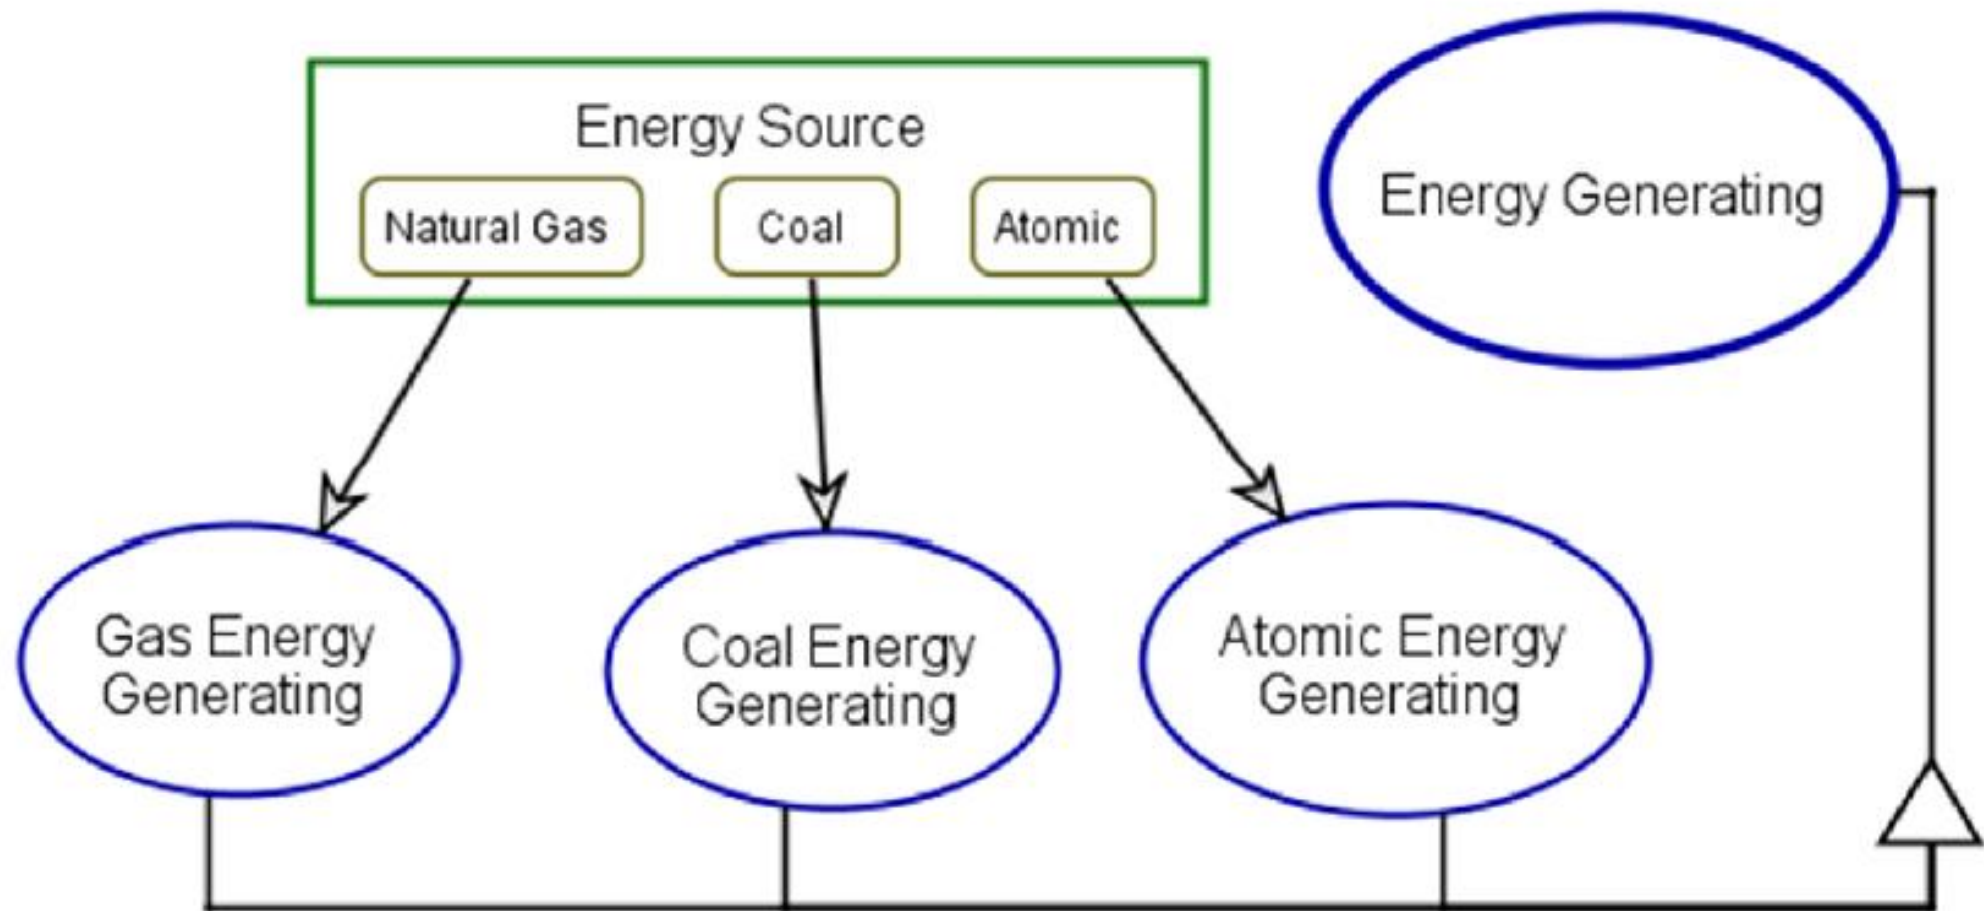 Energy Source
Natural Gas
Coal
Atomic
Energy Generating
Gas Energy
Generating
Coal Energy
Generating
Atomic Energy
Generating